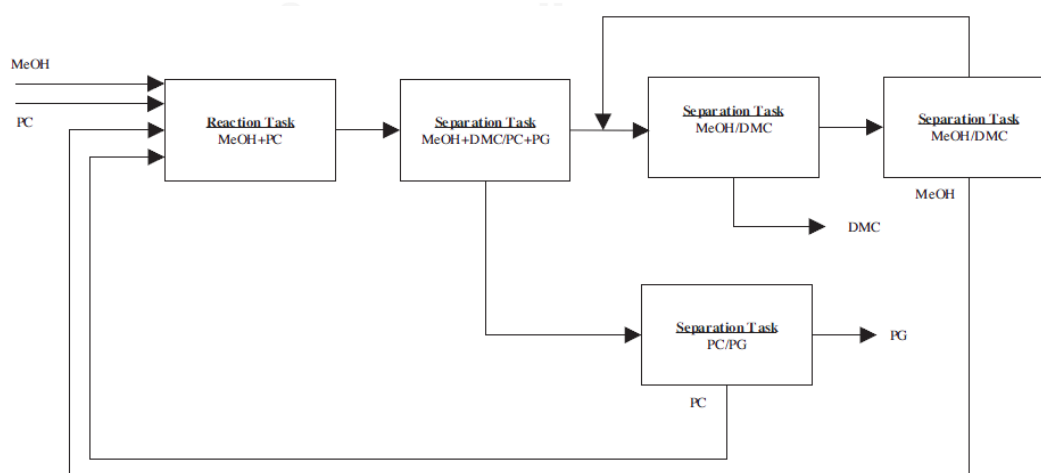 MeOH
PC
Reaction Task
MeOH+PC
Separation Task
MeOH+DMC/PC+PG
Separation Task
MeOH/DMC
Separation Task
MeOH/DMC
MeOH
DMC
Separation Task
PC/PG
PG
PC